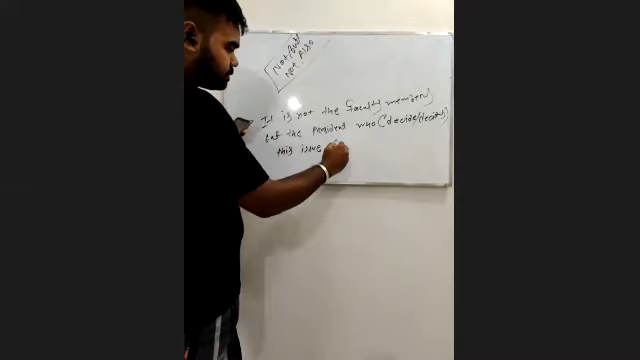 Not/but
Not Also
It is not the faculty members
but the president who (decide/decides)
this issue